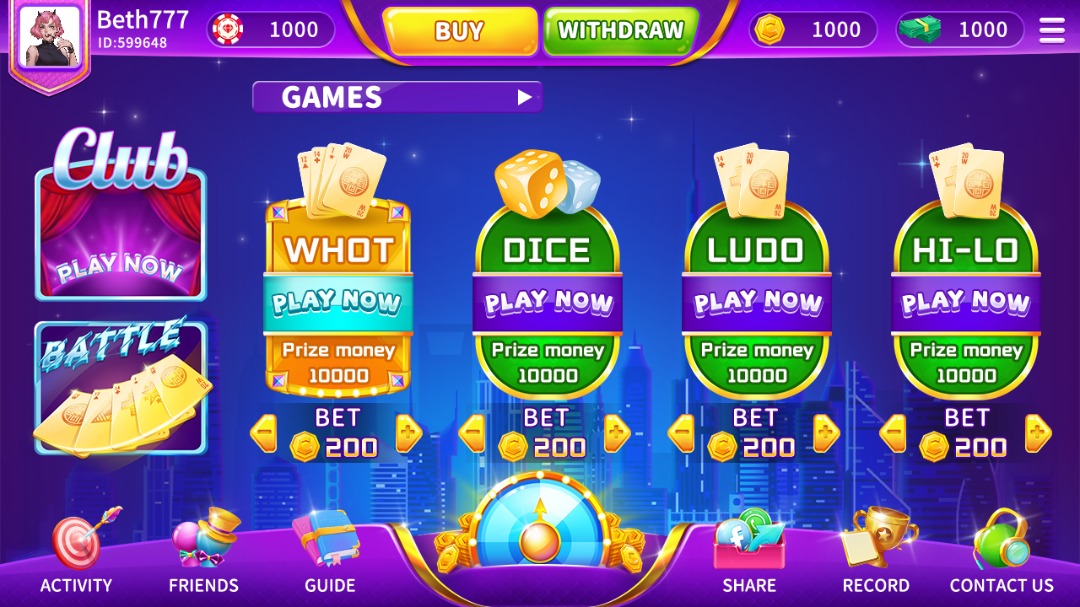 Beth777
ID:599648
1000
BUY
WITHDRAW
1000
1000
GAMES
Club
PLAY NOW
BATTLE
WHOT
PLAY NOW
Prize money
10000
BET
200
DICE
PLAY NOW
Prize money
10000
BET
200
LUDO
PLAY NOW
Prize money
10000
BET
200
HI-LO
PLAY NOW
Prize money
10000
BET
200
ACTIVITY
FRIENDS
GUIDE
SHARE
RECORD
CONTACT US